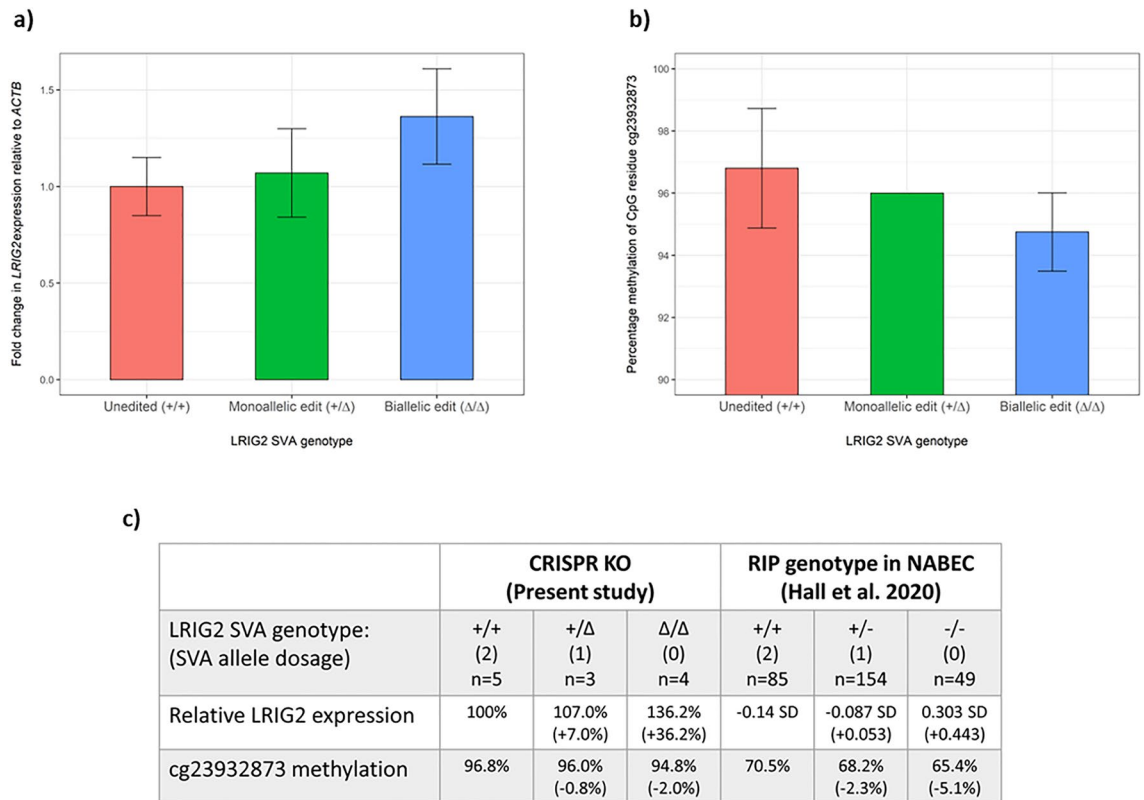 a)
Fold change in LRIG2expression relative to ACTB
1.5
1.0
0.5
0.0
Unedited (+/+)
Monoallelic edit (+/Δ)
Biallelic edit (Δ/Δ)
LRIG2 SVA genotype
b)
Percentage methylation of CpG residue cg23932873
100
98
96
94
92
90
Unedited (+/+)
Monoallelic edit (+/Δ)
Biallelic edit (Δ/Δ)
LRIG2 SVA genotype
c)
CRISPR KO
(Present study)
RIP genotype in NABEC
(Hall et al. 2020)
LRIG2 SVA genotype:
(SVA allele dosage)
+/+
(2)
n=5
+/Δ
(1)
n=3
Δ/Δ
(0)
n=4
+/+
(2)
n=85
+/-
(1)
n=154
-/-
(0)
n=49
Relative LRIG2 expression
100%
107.0%
(+7.0%)
136.2%
(+36.2%)
-0.14 SD
-0.087 SD
(+0.053)
0.303 SD
(+0.443)
cg23932873 methylation
96.8%
96.0%
(-0.8%)
94.8%
(-2.0%)
70.5%
68.2%
(-2.3%)
65.4%
(-5.1%)